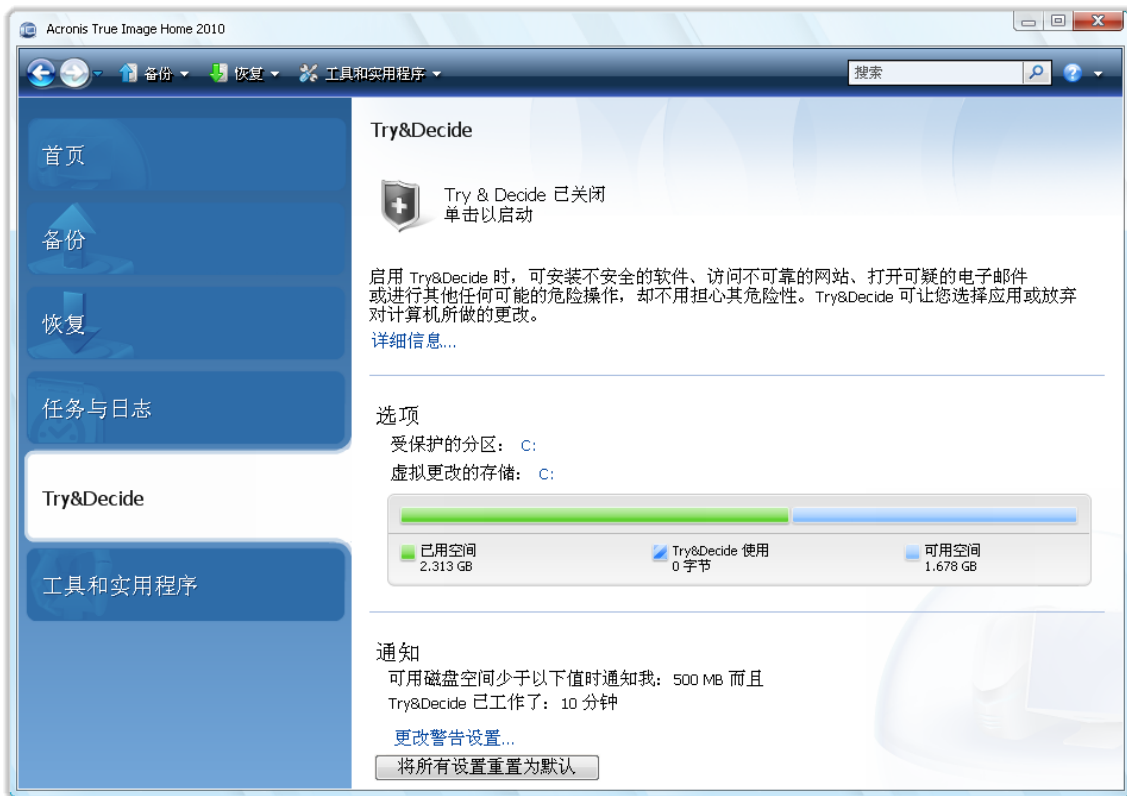 Acronis True Image Home 2010
备份 恢复 工具和实用程序 搜索
首页
备份
恢复
任务与日志
Try&Decide
工具和实用程序
Try&Decide
Try & Decide 已关闭
单击以启动
启用 Try&Decide 时，可安装不安全的软件、访问不可靠的网站、打开可疑的电子邮件
或进行其他任何可能的危险操作，却不用担心其危险性。Try&Decide 可让您选择应用或放弃
对计算机所做的更改。
详细信息...
选项
受保护的分区： C:
虚拟更改的存储： C:
已用空间
2.313 GB
Try&Decide 使用
0 字节
可用空间
1.678 GB
通知
可用磁盘空间少于以下值时通知我：500 MB 而且
Try&Decide 已工作了：10 分钟
更改警告设置...
将所有设置重置为默认